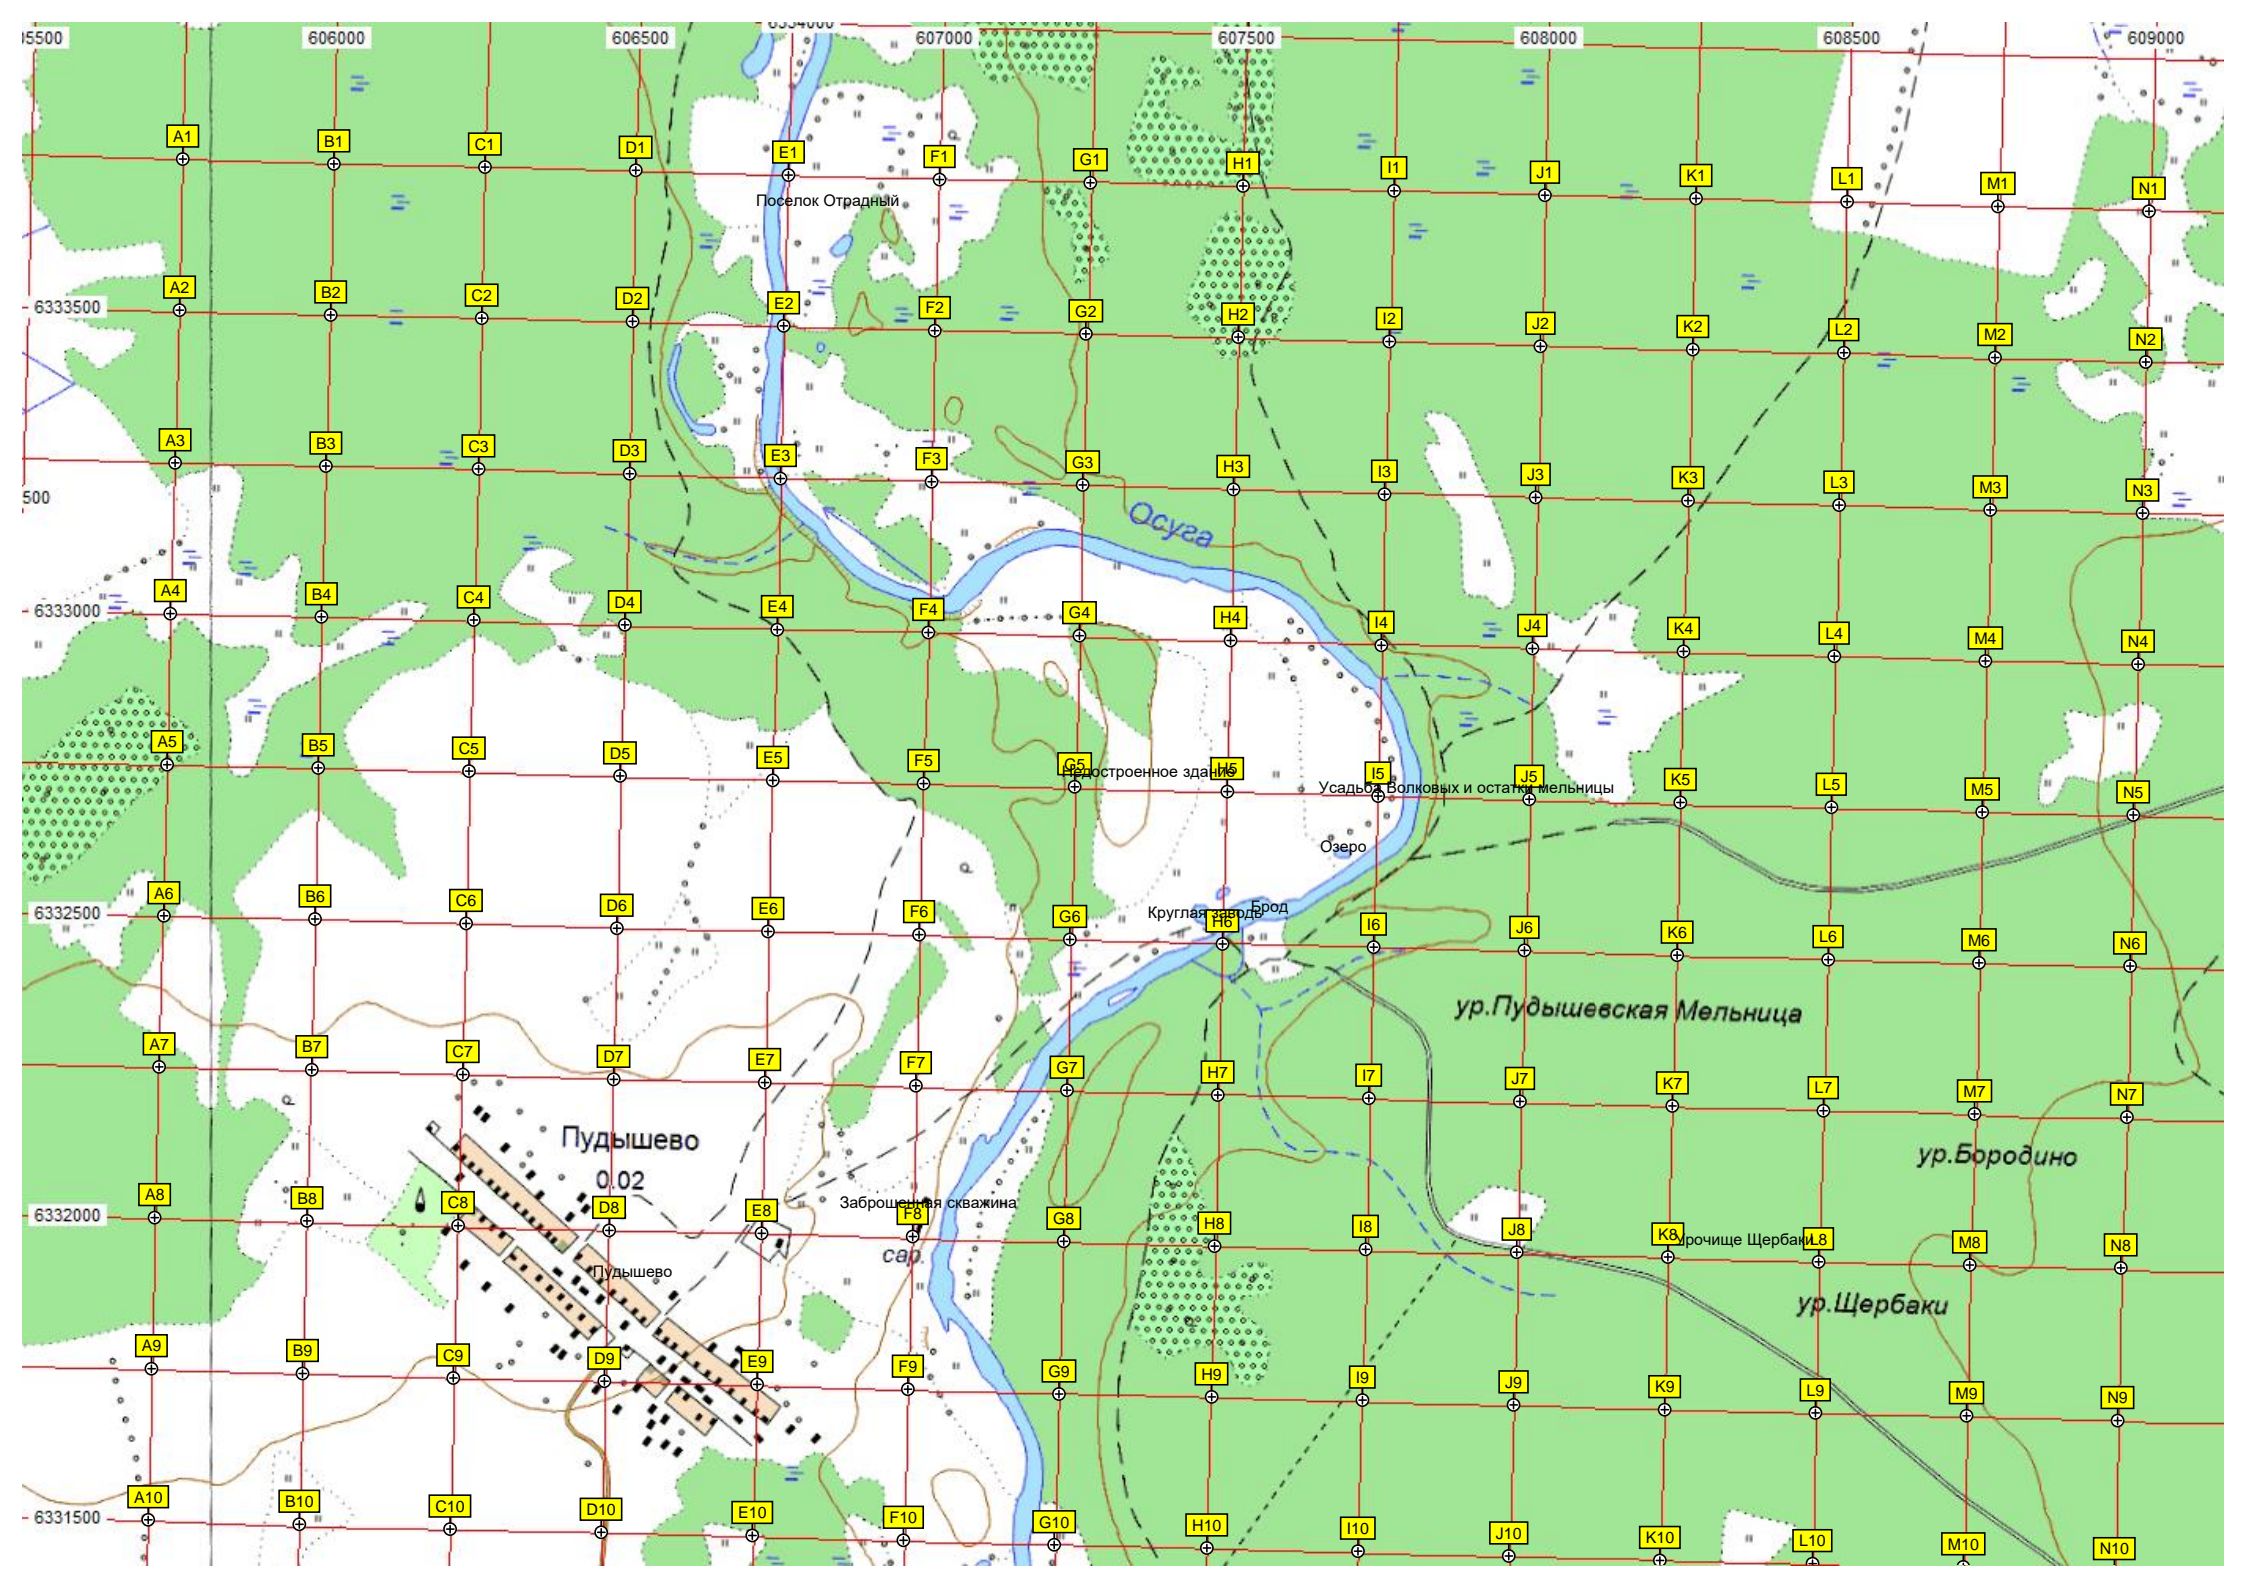 606000
606500
6334000
607000
607500
608000
608500
609000
A1 B1 C1 D1 E1 F1 G1 H1 I1 J1 K1 L1 M1 N1
Поселок Отрадный
6333500
A2 B2 C2 D2 E2 F2 G2 H2 I2 J2 K2 L2 M2 N2
A3 B3 C3 D3 E3 F3 G3 H3 I3 J3 K3 L3 M3 N3
Осуга
6333000
A4 B4 C4 D4 E4 F4 G4 H4 I4 J4 K4 L4 M4 N4
A5 B5 C5 D5 E5 F5 G5 H5 I5 J5 K5 L5 M5 N5
Недостроенное здание
Усадьба Волковых и остатки мельницы
Озеро
6332500
A6 B6 C6 D6 E6 F6 G6 H6 I6 J6 K6 L6 M6 N6
Круглая заводь
Брод
ур.Пудышевская Мельница
A7 B7 C7 D7 E7 F7 G7 H7 I7 J7 K7 L7 M7 N7
Пудышево
0.02
ур.Бородино
6332000
A8 B8 C8 D8 E8 F8 G8 H8 I8 J8 K8 L8 M8 N8
Заброшенная скважина
сар.
Урочище Щербаки
Пудышево
ур.Щербаки
A9 B9 C9 D9 E9 F9 G9 H9 I9 J9 K9 L9 M9 N9
6331500
A10 B10 C10 D10 E10 F10 G10 H10 I10 J10 K10 L10 M10 N10